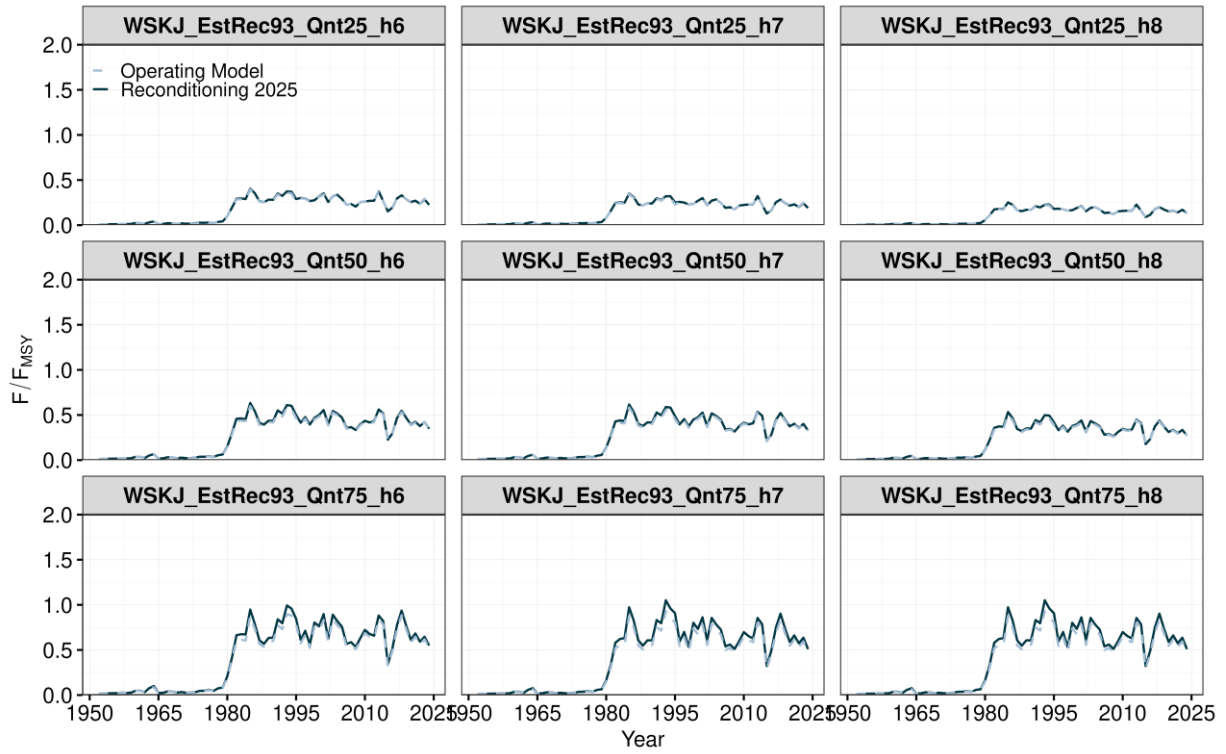 WSKJ_EstRec93_Qnt25_h6
WSKJ_EstRec93_Qnt25_h7
WSKJ_EstRec93_Qnt25_h8
2.0
1.5
1.0
0.5
0.0
Operating Model
Reconditioning 2025
WSKJ_EstRec93_Qnt50_h6
WSKJ_EstRec93_Qnt50_h7
WSKJ_EstRec93_Qnt50_h8
2.0
1.5
1.0
0.5
0.0
F / FMSY
WSKJ_EstRec93_Qnt75_h6
WSKJ_EstRec93_Qnt75_h7
WSKJ_EstRec93_Qnt75_h8
2.0
1.5
1.0
0.5
0.0
1950 1965 1980 1995 2010 2025
1950 1965 1980 1995 2010 2025
1950 1965 1980 1995 2010 2025
Year